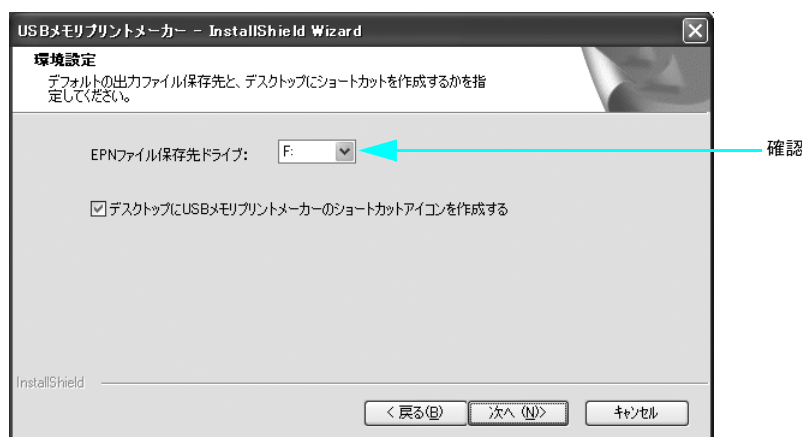 USBメモリプリントメーカー - InstallShield Wizard
環境設定
デフォルトの出力ファイル保存先と、デスクトップにショートカットを作成するかを指
定してください。
EPNファイル保存先ドライブ: F:
確認
デスクトップにUSBメモリプリントメーカーのショートカットアイコンを作成する
InstallShield
< 戻る(B) 次へ (N)> キャンセル